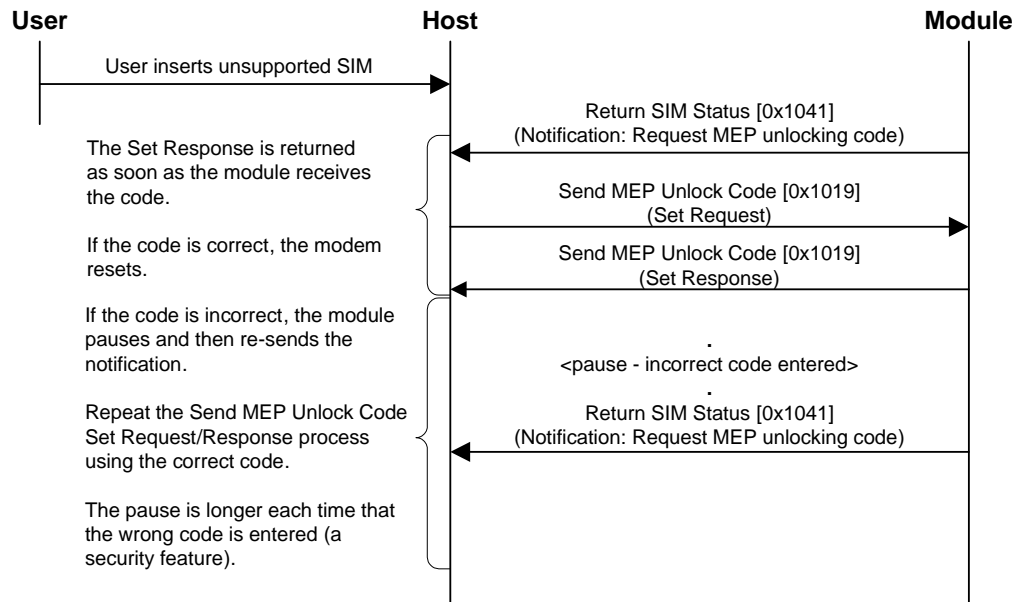 User
Host
Module
User inserts unsupported SIM
Return SIM Status [0x1041]
(Notification: Request MEP unlocking code)
The Set Response is returned
as soon as the module receives
the code.
If the code is correct, the modem
resets.
Send MEP Unlock Code [0x1019]
(Set Request)
Send MEP Unlock Code [0x1019]
(Set Response)
If the code is incorrect, the module
pauses and then re-sends the
notification.
Repeat the Send MEP Unlock Code
Set Request/Response process
using the correct code.
The pause is longer each time that
the wrong code is entered (a
security feature).
.
<pause - incorrect code entered>
.
Return SIM Status [0x1041]
(Notification: Request MEP unlocking code)